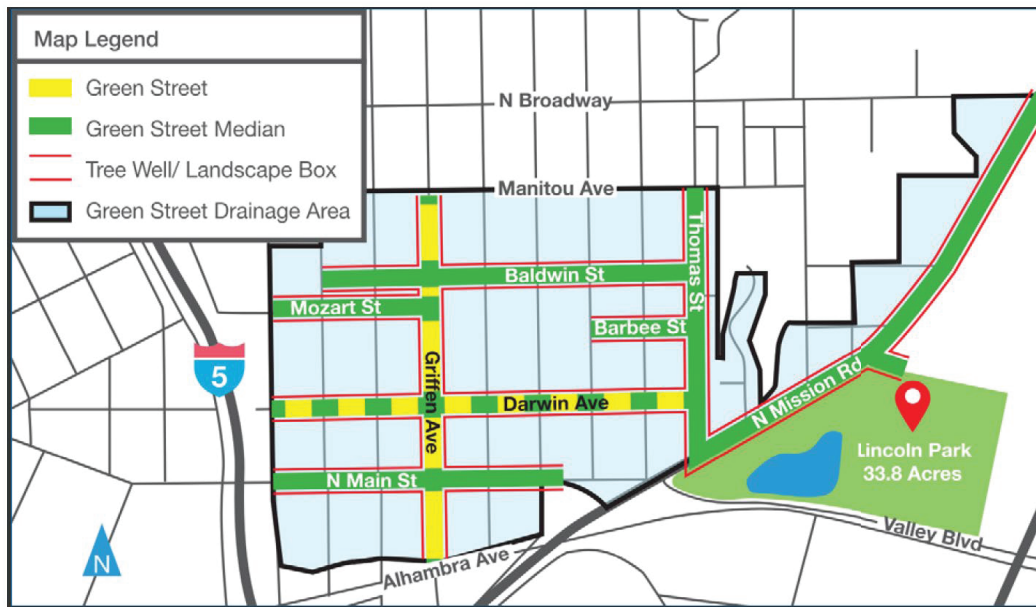 Map Legend
Green Street
Green Street Median
Tree Well/ Landscape Box
Green Street Drainage Area
N Broadway
Manitou Ave
Thomas St
Baldwin St
Mozart St
Barbee St
5
Griffen Ave
N Mission Rd
Darwin Ave
Lincoln Park
33.8 Acres
N Main St
Valley Blvd
N
Alhambra Ave